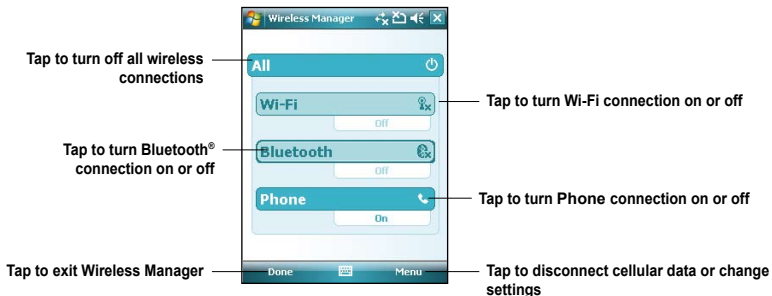 Wireless Manager
Tap to turn off all wireless
connections
All
Wi-Fi
Off
Tap to turn Wi-Fi connection on or off
Tap to turn Bluetooth®
connection on or off
Bluetooth
Off
Phone
On
Tap to turn Phone connection on or off
Tap to exit Wireless Manager
Done
Menu
Tap to disconnect cellular data or change
settings